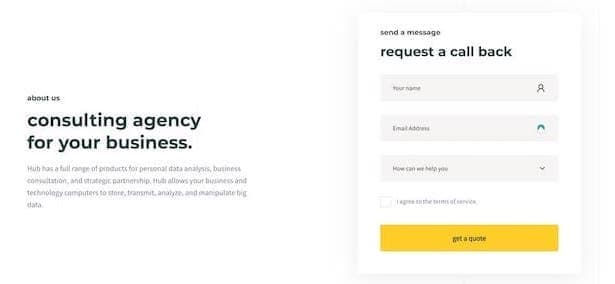 about us
consulting agency
for your business.
Hub has a full range of products for personal data analysis, business
consultation, and strategic partnership. Hub allows your business and
technology computers to store, transmit, analyze, and manipulate big
data.
send a message
request a call back
Your name
Email Address
How can we help you
I agree to the terms of service.
get a quote